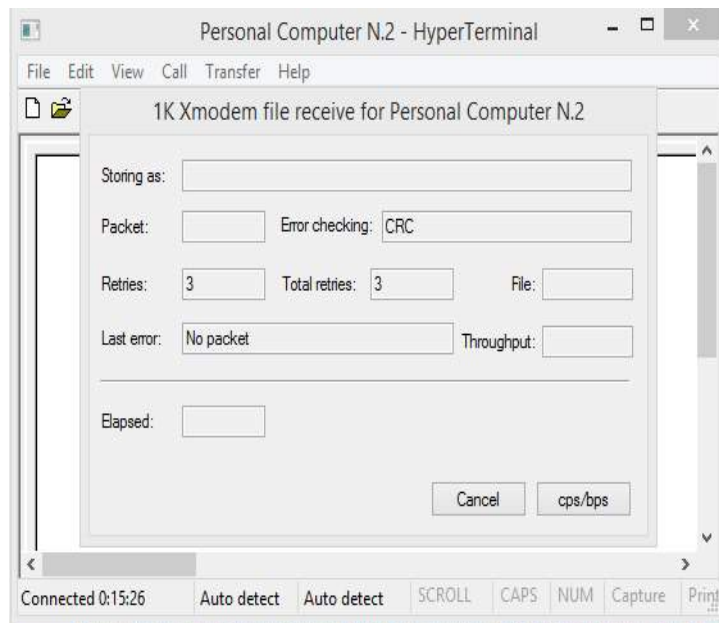 Personal Computer N.2 - HyperTerminal
File Edit View Call Transfer Help
1K Xmodem file receive for Personal Computer N.2
Storing as:
Packet: Error checking: CRC
Retries: 3 Total retries: 3 File:
Last error: No packet Throughput:
Elapsed:
Cancel cps/bps
Connected 0:15:26 Auto detect Auto detect SCROLL CAPS NUM Capture Print